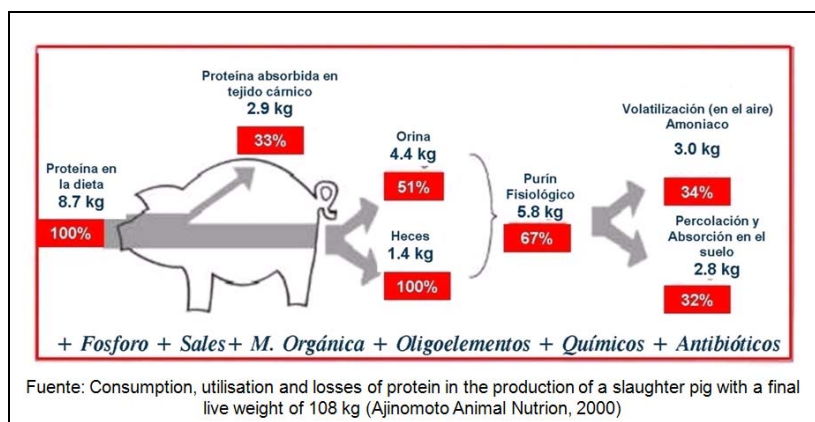 Proteína absorbida en
tejido cárnico
2.9 kg
33%
Proteína en
la dieta
8.7 kg
100%
Orina
4.4 kg
51%
Heces
1.4 kg
100%
Purín
Fisiológico
5.8 kg
67%
Volatilización (en el aire)
Amoniaco
3.0 kg
34%
Percolación y
Absorción en el
suelo
2.8 kg
32%
+ Fosforo + Sales+ M. Orgánica + Oligoelementos + Químicos + Antibióticos
Fuente: Consumption, utilisation and losses of protein in the production of a slaughter pig with a final
live weight of 108 kg (Ajinomoto Animal Nutrion, 2000)